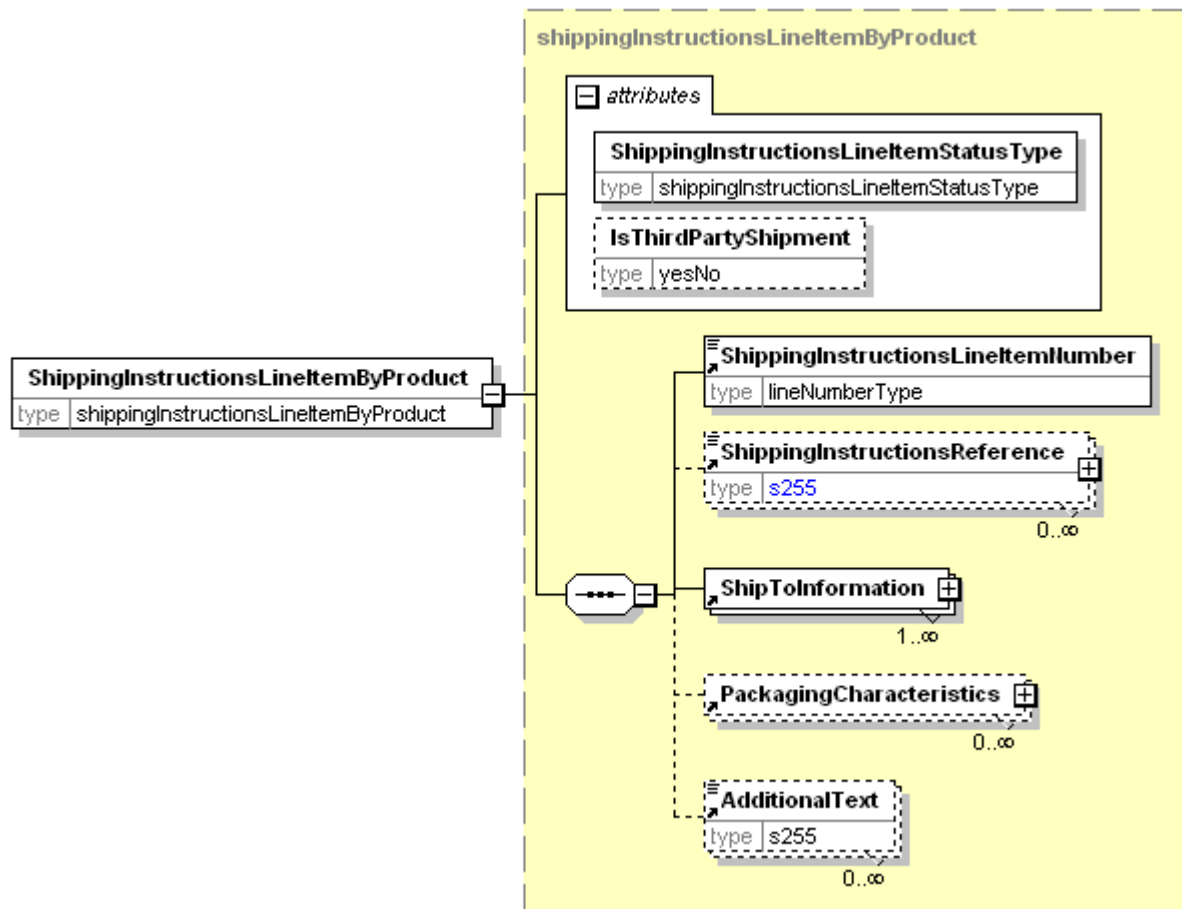 shippingInstructionsLineItemByProduct
attributes
ShippingInstructionsLineItemStatusType
type shippingInstructionsLineItemStatusType
IsThirdPartyShipment
type yesNo
ShippingInstructionsLineItemByProduct
type shippingInstructionsLineItemByProduct
ShippingInstructionsLineItemNumber
type lineNumberType
ShippingInstructionsReference
type s255
0..∞
ShipToInformation
1..∞
PackagingCharacteristics
0..∞
AdditionalText
type s255
0..∞